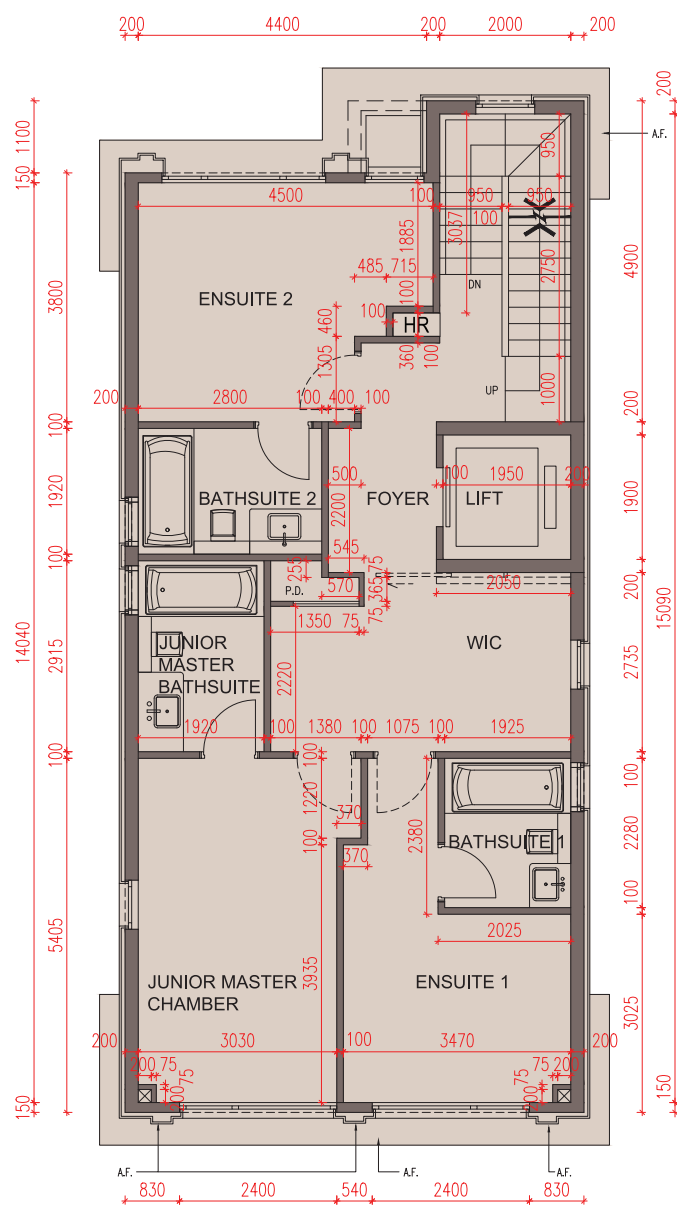 200 4400 200 2000 200
200
1100
A.F.
150
950
4500 100 950 950
100
3037
1885
2750
4900
3800
485 715
DN
100
ENSUITE 2
100
HR
460
1305
360
100
UP
1000
200 2800 100 400 100
200
100
500 100 1950 200
BATHSUITE 2 FOYER LIFT
1920
2200
1900
545
100
255
75
P.D.
570
365
2050
200
75
15090
14040
1350 75
JUNIOR
MASTER
BATHSUITE
WIC
2915
2220
2735
1920 100 1380 100 1075 100 1925
100
100
100
1220
370
2380
BATHSUITE 1
2280
100
370
100
2025
5405
3935
JUNIOR MASTER
CHAMBER
ENSUITE 1
3025
200 3030 100 3470 200
200 75
75
75 200
75
150
150
A.F. A.F. A.F.
830 2400 540 2400 830